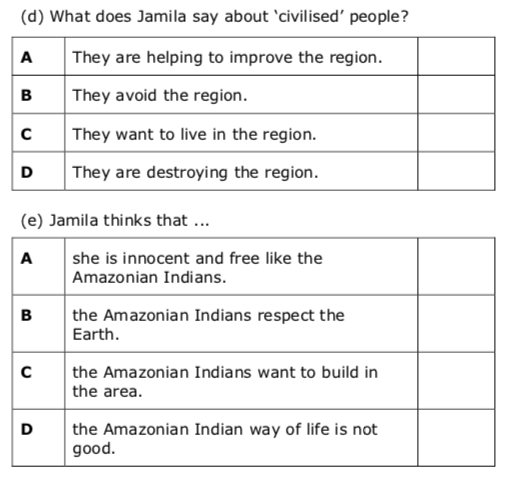 (d) What does Jamila say about ‘civilised’ people?
A They are helping to improve the region.
B They avoid the region.
C They want to live in the region.
D They are destroying the region.
(e) Jamila thinks that ...
A she is innocent and free like the
Amazonian Indians.
B the Amazonian Indians respect the
Earth.
C the Amazonian Indians want to build in
the area.
D the Amazonian Indian way of life is not
good.